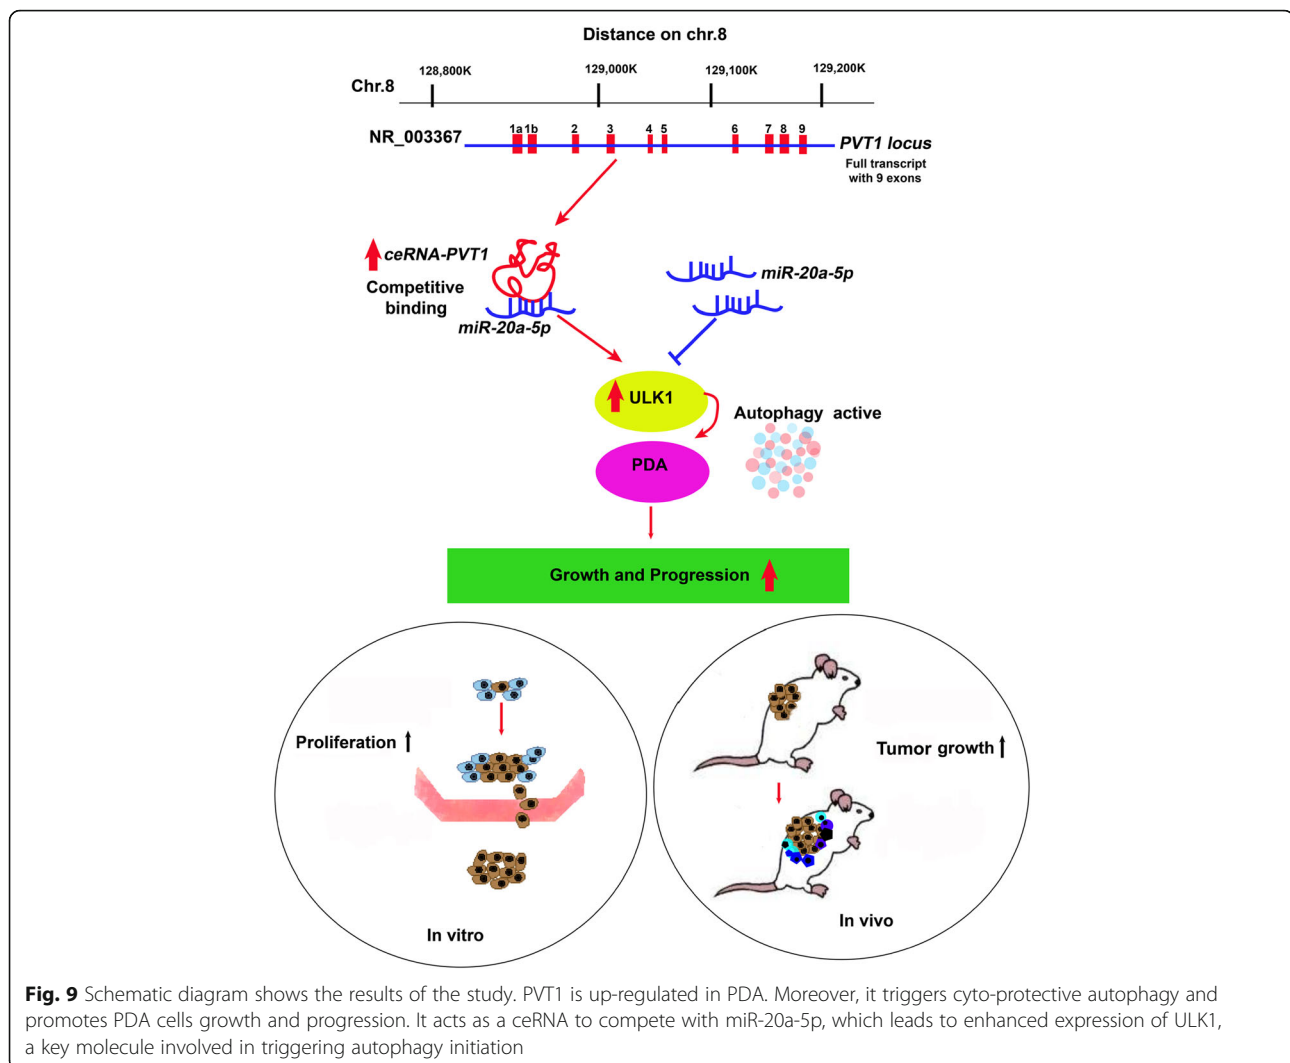 Distance on chr.8
128,800K 129,000K 129,100K 129,200K
Chr.8
1a 1b 2 3 4 5 6 7 8 9
NR_003367
PVT1 locus
Full transcript
with 9 exons
ceRNA-PVT1
Competitive
binding
miR-20a-5p
miR-20a-5p
ULK1
Autophagy active
PDA
Growth and Progression
Proliferation
In vitro
Tumor growth
In vivo
Fig. 9 Schematic diagram shows the results of the study. PVT1 is up-regulated in PDA. Moreover, it triggers cyto-protective autophagy and
promotes PDA cells growth and progression. It acts as a ceRNA to compete with miR-20a-5p, which leads to enhanced expression of ULK1,
a key molecule involved in triggering autophagy initiation